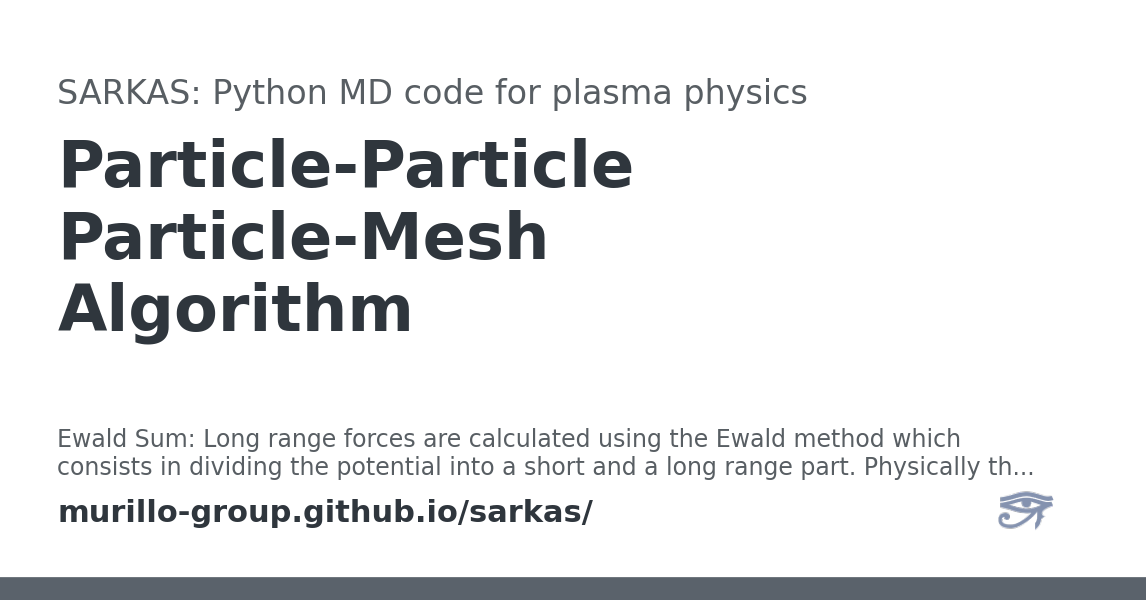 SARKAS: Python MD code for plasma physics
Particle-Particle
Particle-Mesh
Algorithm
Ewald Sum: Long range forces are calculated using the Ewald method which
consists in dividing the potential into a short and a long range part. Physically th...
murillo-group.github.io/sarkas/